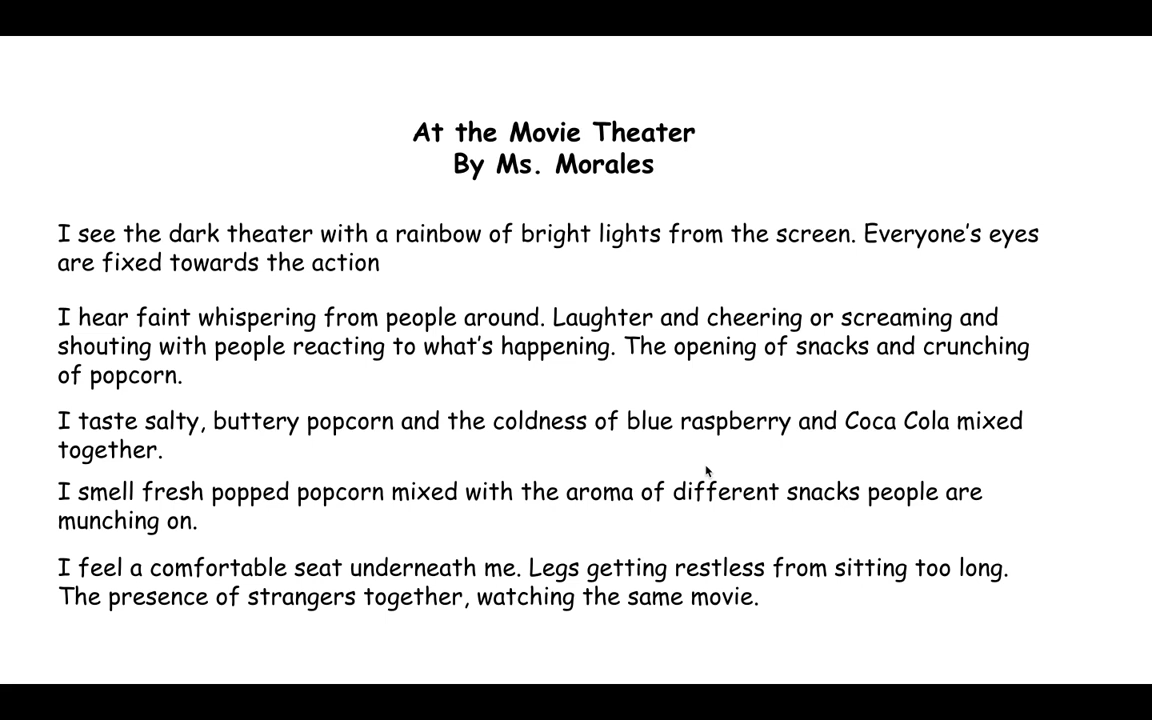 At the Movie Theater
By Ms. Morales
I see the dark theater with a rainbow of bright lights from the screen. Everyone’s eyes
are fixed towards the action
I hear faint whispering from people around. Laughter and cheering or screaming and
shouting with people reacting to what’s happening. The opening of snacks and crunching
of popcorn.
I taste salty, buttery popcorn and the coldness of blue raspberry and Coca Cola mixed
together.
I smell fresh popped popcorn mixed with the aroma of different snacks people are
munching on.
I feel a comfortable seat underneath me. Legs getting restless from sitting too long.
The presence of strangers together, watching the same movie.